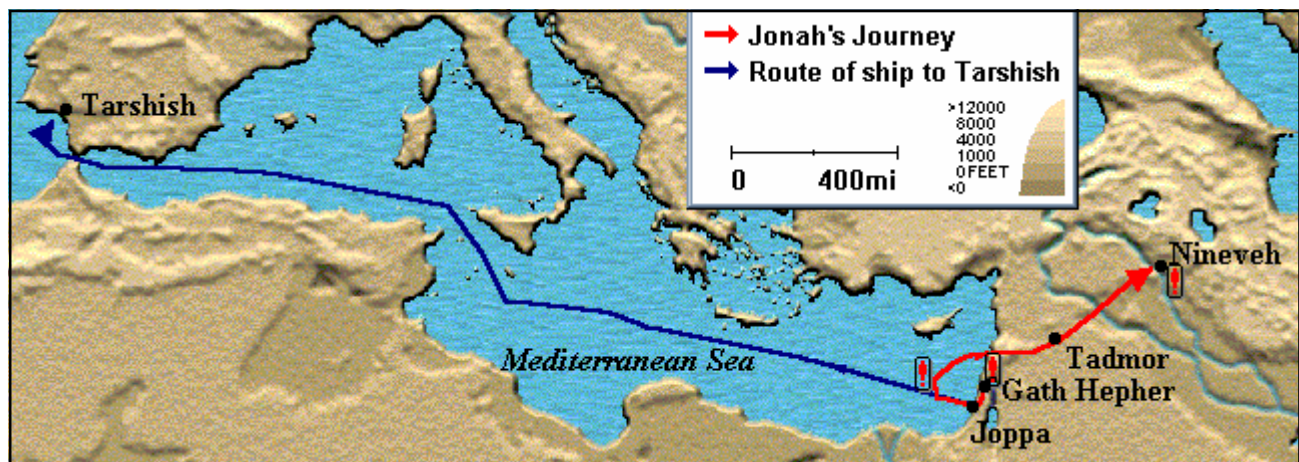 Jonah's Journey
Route of ship to Tarshish
>12000
8000
4000
1000
0 FEET
<0
0 400mi
Tarshish
Nineveh
Mediterranean Sea
Tadmor
Gath Hepher
Joppa